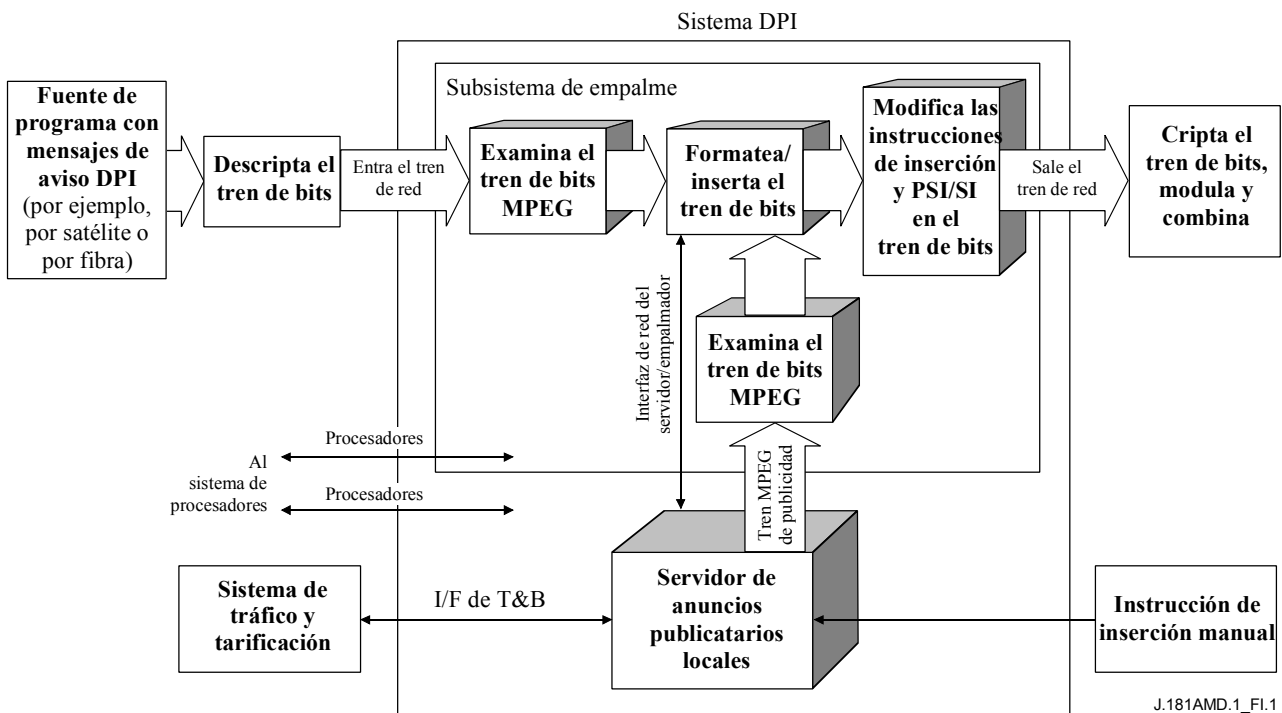 Sistema DPI
Subsistema de empalme
Fuente de
programa con
mensajes de
aviso DPI
(por ejemplo,
por satélite o
por fibra)
Descripta el
tren de bits
Entra el tren
de red
Examina el
tren de bits
MPEG
Formatea/
inserta el
tren de bits
Modifica las
instrucciones
de inserción
y PSI/SI
en el
tren de bits
Sale el
tren de red
Cripta el
tren de bits,
modula y
combina
Interfaz de red del
servidor/empalmador
Examina el
tren de bits
MPEG
Procesadores
Al
sistema de
procesadores
Procesadores
Tren MPEG
de publicidad
Sistema de
tráfico y
tarificación
I/F de T&B
Servidor de
anuncios
publicatarios
locales
Instrucción de
inserción manual
J.181AMD.1_FI.1